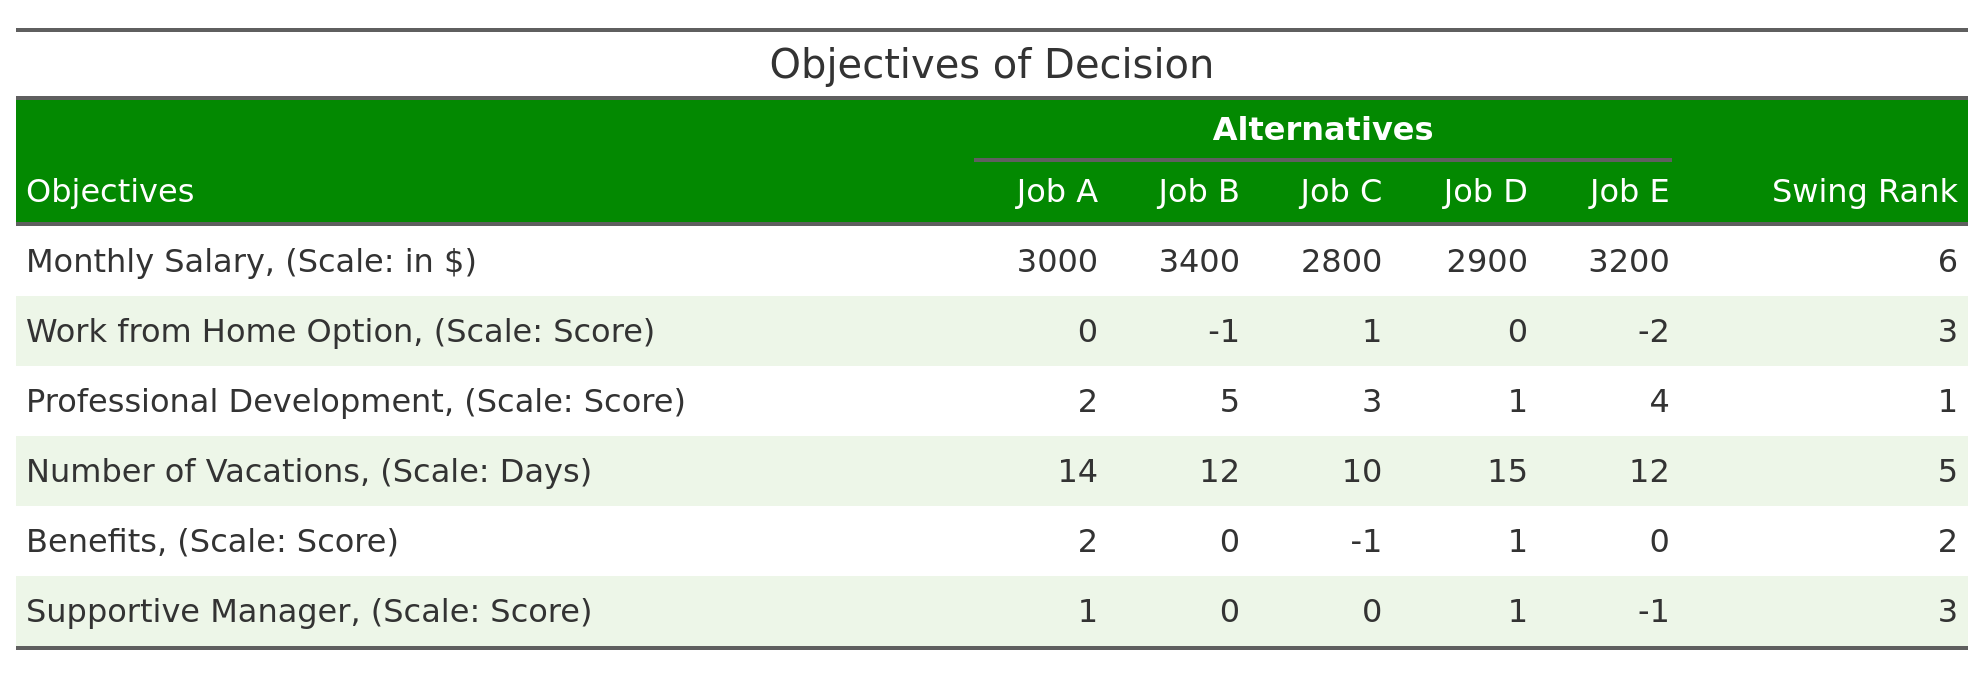 Objectives of Decision
Alternatives
Objectives Job A Job B Job C Job D Job E Swing Rank
Monthly Salary, (Scale: in $) 3000 3400 2800 2900 3200 6
Work from Home Option, (Scale: Score) 0 -1 1 0 -2 3
Professional Development, (Scale: Score) 2 5 3 1 4 1
Number of Vacations, (Scale: Days) 14 12 10 15 12 5
Benefits, (Scale: Score) 2 0 -1 1 0 2
Supportive Manager, (Scale: Score) 1 0 0 1 -1 3